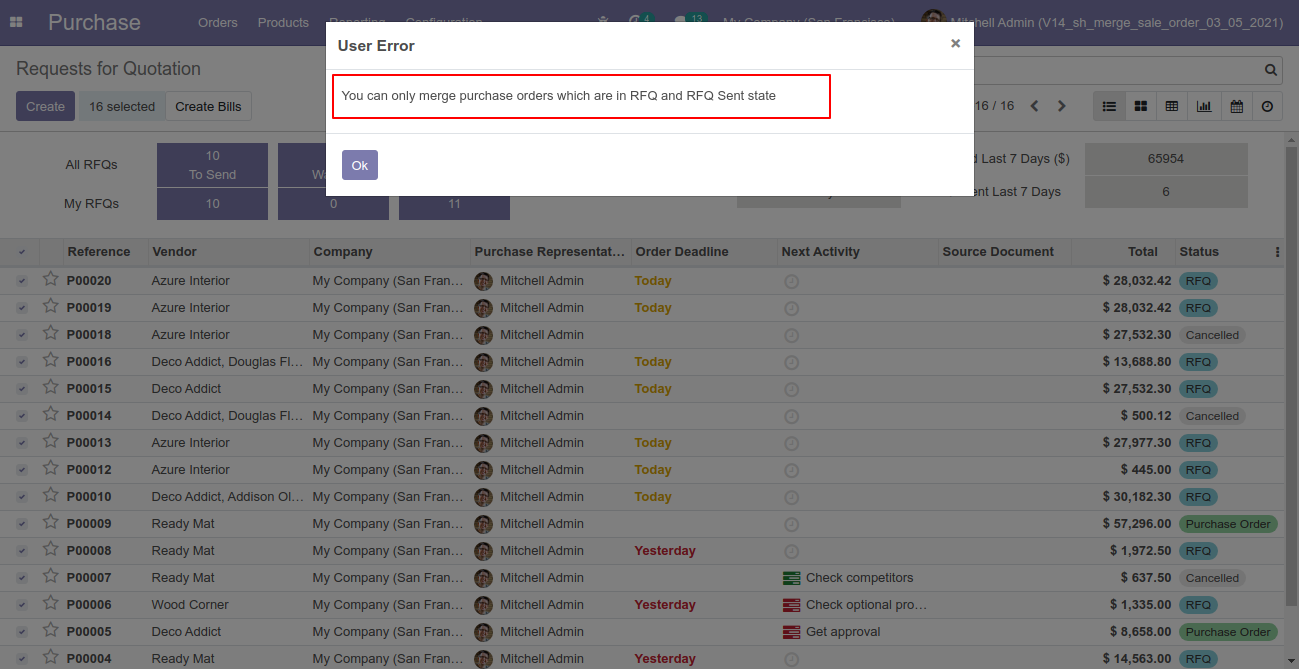 Purchase Orders Products Reporting Configuration 4 13 My Company (San Francisco) Mitchell Admin (V14_sh_merge_sale_order_03_05_2021)
User Error ×
Requests for Quotation
You can only merge purchase orders which are in RFQ and RFQ Sent state
Create 16 selected Create Bills 16 / 16
Ok
All RFQs 10 To Send Last 7 Days ($) 65954
My RFQs 10 0 11 Last 7 Days 6
Reference Vendor Company Purchase Representat... Order Deadline Next Activity Source Document Total Status
P00020 Azure Interior My Company (San Fran... Mitchell Admin Today $ 28,032.42 RFQ
P00019 Azure Interior My Company (San Fran... Mitchell Admin Today $ 28,032.42 RFQ
P00018 Azure Interior My Company (San Fran... Mitchell Admin $ 27,532.30 Cancelled
P00016 Deco Addict, Douglas Fl... My Company (San Fran... Mitchell Admin Today $ 13,688.80 RFQ
P00015 Deco Addict My Company (San Fran... Mitchell Admin Today $ 27,532.30 RFQ
P00014 Deco Addict, Douglas Fl... My Company (San Fran... Mitchell Admin $ 500.12 Cancelled
P00013 Azure Interior My Company (San Fran... Mitchell Admin Today $ 27,977.30 RFQ
P00012 Azure Interior My Company (San Fran... Mitchell Admin Today $ 445.00 RFQ
P00010 Deco Addict, Addison Ol... My Company (San Fran... Mitchell Admin Today $ 30,182.30 RFQ
P00009 Ready Mat My Company (San Fran... Mitchell Admin $ 57,296.00 Purchase Order
P00008 Ready Mat My Company (San Fran... Mitchell Admin Yesterday $ 1,972.50 RFQ
P00007 Ready Mat My Company (San Fran... Mitchell Admin Check competitors $ 637.50 Cancelled
P00006 Wood Corner My Company (San Fran... Mitchell Admin Yesterday Check optional pro... $ 1,335.00 RFQ
P00005 Deco Addict My Company (San Fran... Mitchell Admin Get approval $ 8,658.00 Purchase Order
P00004 Ready Mat My Company (San Fran... Mitchell Admin Yesterday $ 14,563.00 RFQ